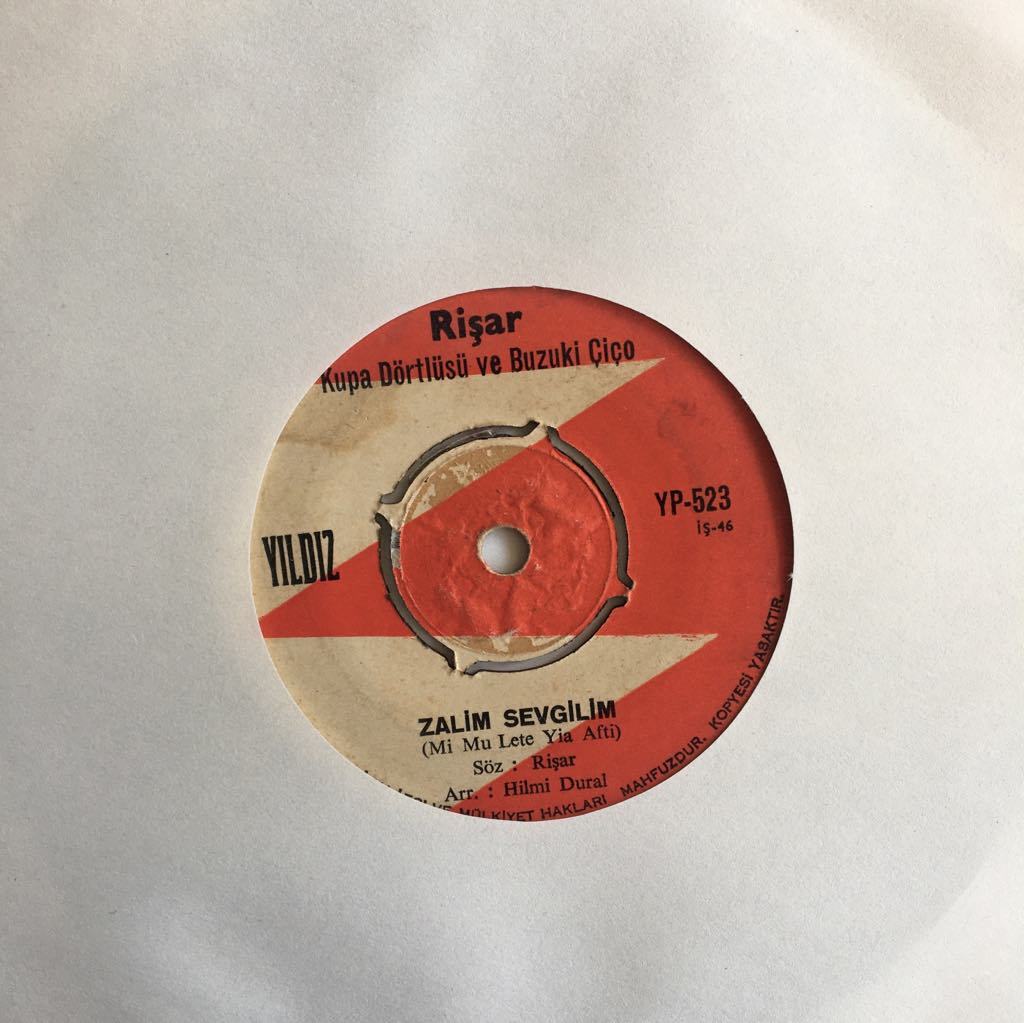 Rişar
Kupa Dörtlüsü ve Buzuki Çiço
YILDIZ
YP-523
İŞ-46
ZALİM SEVGİLİM
(Mi Mu Lete Yia Afti)
Söz : Rişar
Arr. : Hilmi Dural
MÜLKİYET HAKLARI MAHFUZDUR. KOPYESİ YASAKTIR.